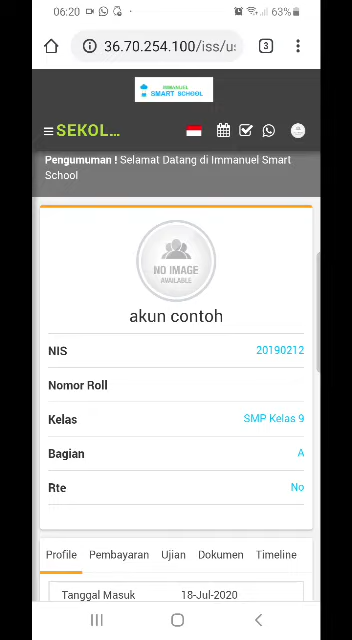 06:20
63%
36.70.254.100/iss/u
3
IMMANUEL
SMART SCHOOL
SEKOL...
Pengumuman ! Selamat Datang di Immanuel Smart
School
NO IMAGE
AVAILABLE
akun contoh
NIS 20190212
Nomor Roll
Kelas SMP Kelas 9
Bagian A
Rte No
Profile Pembayaran Ujian Dokumen Timeline
Tanggal Masuk 18-Jul-2020